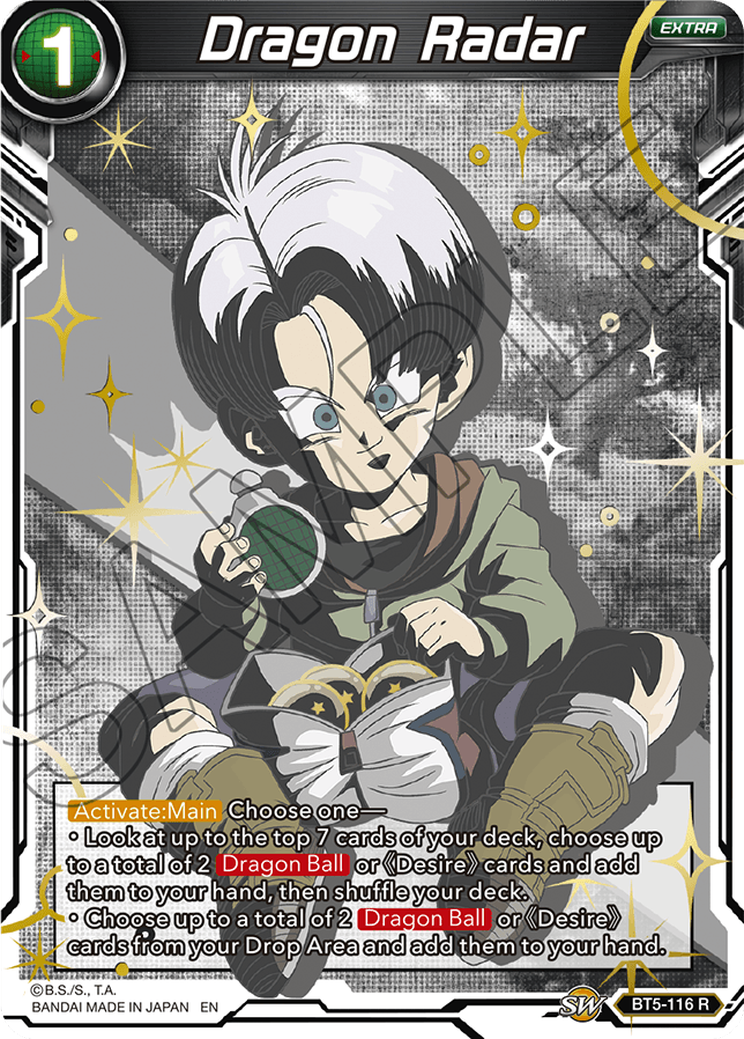 1
Dragon Radar
EXTRA
SAMPLE
Activate:Main Choose one—
・Look at up to the top 7 cards of your deck, choose up
to a total of 2 Dragon Ball or 《Desire》 cards and add
them to your hand, then shuffle your deck.
・Choose up to a total of 2 Dragon Ball or 《Desire》
cards from your Drop Area and add them to your hand.
©B.S./S., T.A.
BANDAI MADE IN JAPAN EN
SW
BT5-116 R